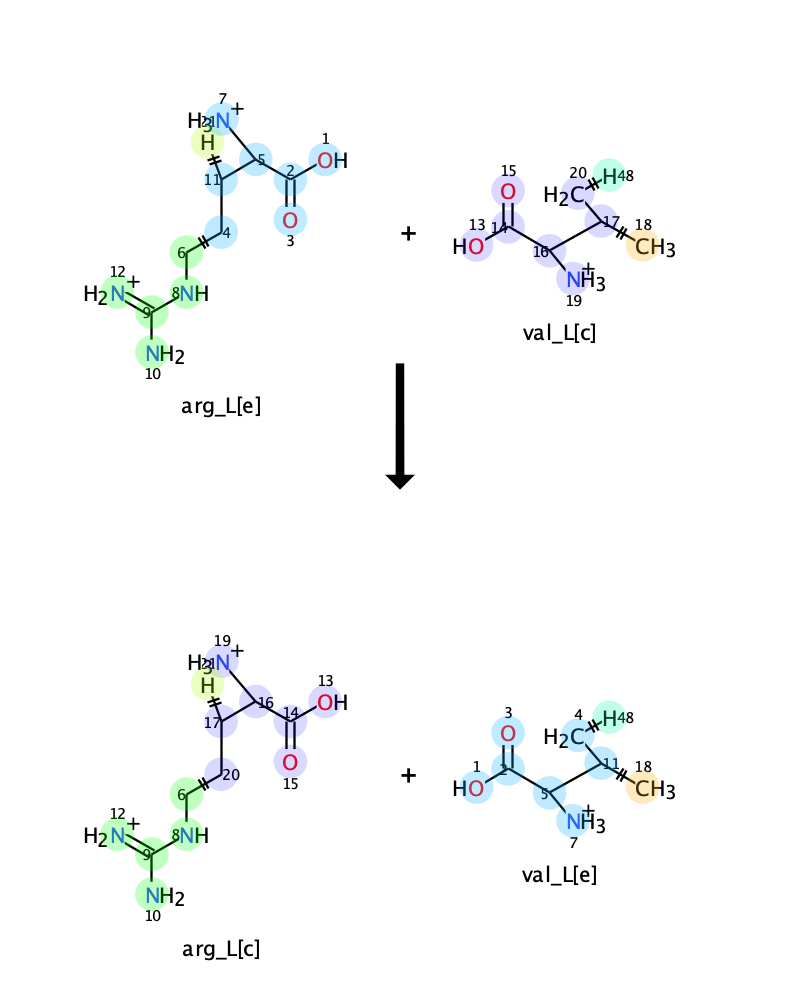 7
H3N+
21
H
1
5
2
OH
11
O
3
4
6
12
H2N+
8
NH
9
NH2
10
arg_L[e]
+
15
O
20
H48
H2C
13
14
17
18
HO
16
CH3
NH3+
19
val_L[c]
19
H3N+
21
H
13
16
14
OH
17
O
15
20
6
12
H2N+
8
NH
9
NH2
10
arg_L[c]
+
3
O
4
H48
H2C
1
2
11
18
HO
5
CH3
NH3+
7
val_L[e]